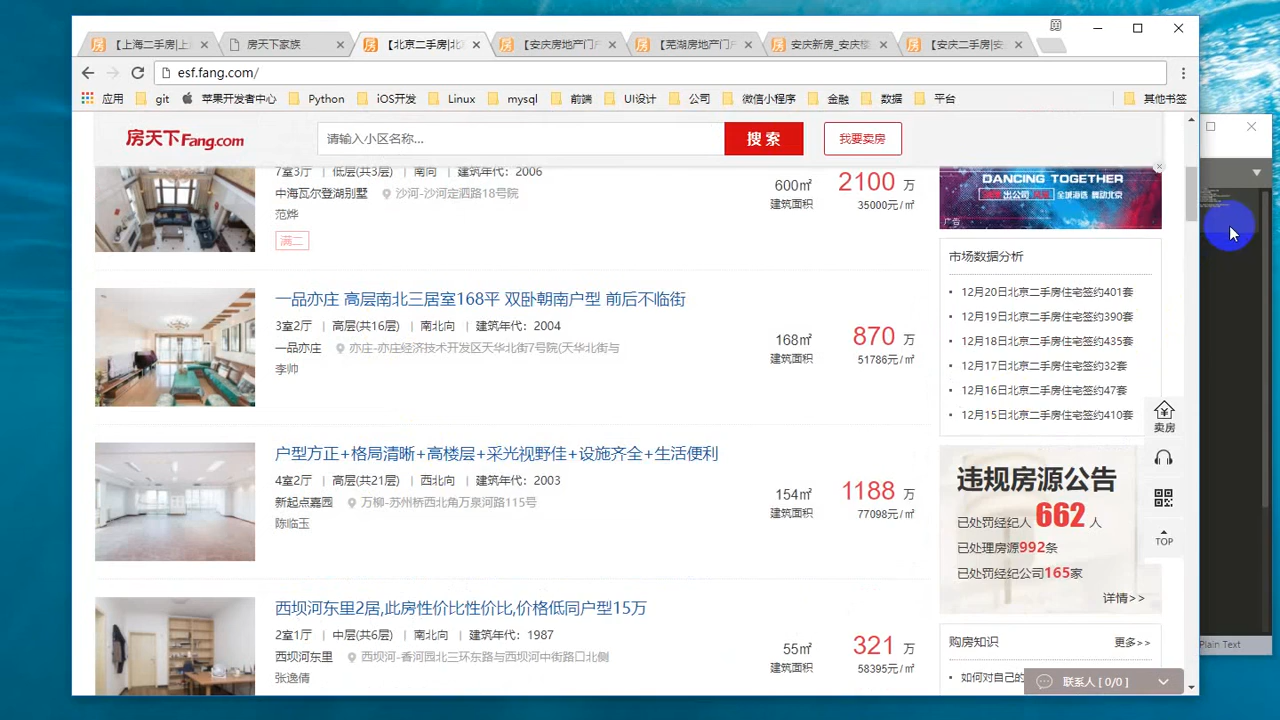 【上海二手房|上
房天下家族
【北京二手房|北
【安庆房地产门
【芜湖房地产门
安庆新房_安庆楼
【安庆二手房|安
esf.fang.com/
应用 git 苹果开发者中心 Python iOS开发 Linux mysql 前端 UI设计 公司 微信小程序 金融 数据 平台 其他书签
房天下Fang.com
请输入小区名称...
搜 索
我要卖房
7室3厅 | 低层(共3层) | 南向 | 建筑年代：2006
中海瓦尔登湖别墅 沙河-沙河定泗路18号院
范烨
满二
600㎡
建筑面积
2100 万
35000元/㎡
一品亦庄 高层南北三居室168平 双卧朝南户型 前后不临街
3室2厅 | 高层(共16层) | 南北向 | 建筑年代：2004
一品亦庄 亦庄-亦庄经济技术开发区天华北街7号院(天华北街与
李帅
168㎡
建筑面积
870 万
51786元/㎡
户型方正+格局清晰+高楼层+采光视野佳+设施齐全+生活便利
4室2厅 | 高层(共21层) | 西北向 | 建筑年代：2003
新起点嘉园 万柳-苏州桥西北角万泉河路115号
陈临玉
154㎡
建筑面积
1188 万
77098元/㎡
西坝河东里2居,此房性价比性价比,价格低同户型15万
2室1厅 | 中层(共6层) | 南北向 | 建筑年代：1987
西坝河东里 西坝河-香河园北三环东路与西坝河中街路口北侧
张逸倩
55㎡
建筑面积
321 万
58395元/㎡
DANCING TOGETHER
出公司 全城海选 舞动北京
广告
市场数据分析
• 12月20日北京二手房住宅签约401套
• 12月19日北京二手房住宅签约390套
• 12月18日北京二手房住宅签约435套
• 12月17日北京二手房住宅签约32套
• 12月16日北京二手房住宅签约47套
• 12月15日北京二手房住宅签约410套
违规房源公告
已处罚经纪人 662 人
已处理房源992条
已处罚经纪公司165家
详情>>
购房知识 更多>>
• 如何对自己的
卖房
TOP
联系人 [ 0/0 ]
Plain Text